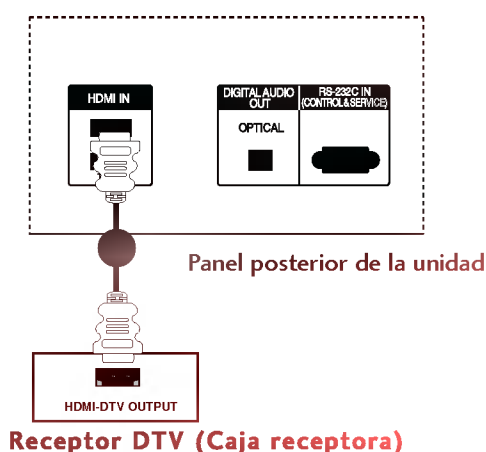 HDMI IN
DIGITAL AUDIO
OUT
OPTICAL
RS-232C IN
(CONTROL & SERVICE)
Panel posterior de la unidad
HDMI-DTV OUTPUT
Receptor DTV (Caja receptora)